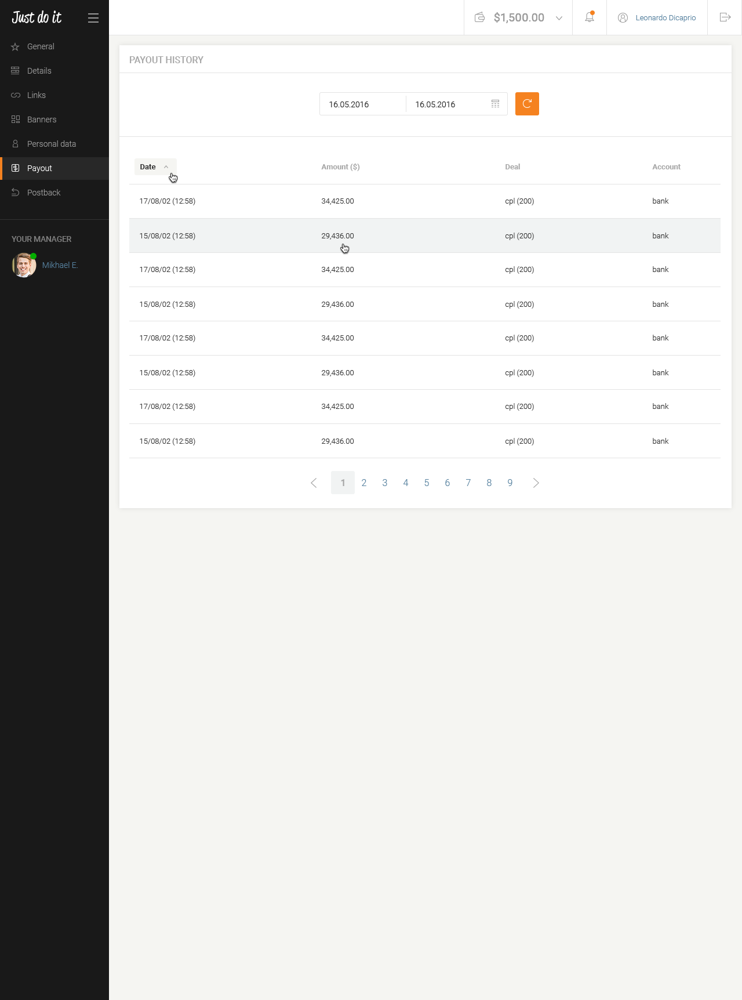 Just do it
$1,500.00
Leonardo Dicaprio
General
Details
Links
Banners
Personal data
Payout
Postback
YOUR MANAGER
Mikhael E.
PAYOUT HISTORY
16.05.2016 16.05.2016
Date Amount ($) Deal Account
17/08/02 (12:58) 34,425.00 cpl (200) bank
15/08/02 (12:58) 29,436.00 cpl (200) bank
17/08/02 (12:58) 34,425.00 cpl (200) bank
15/08/02 (12:58) 29,436.00 cpl (200) bank
17/08/02 (12:58) 34,425.00 cpl (200) bank
15/08/02 (12:58) 29,436.00 cpl (200) bank
17/08/02 (12:58) 34,425.00 cpl (200) bank
15/08/02 (12:58) 29,436.00 cpl (200) bank
1 2 3 4 5 6 7 8 9